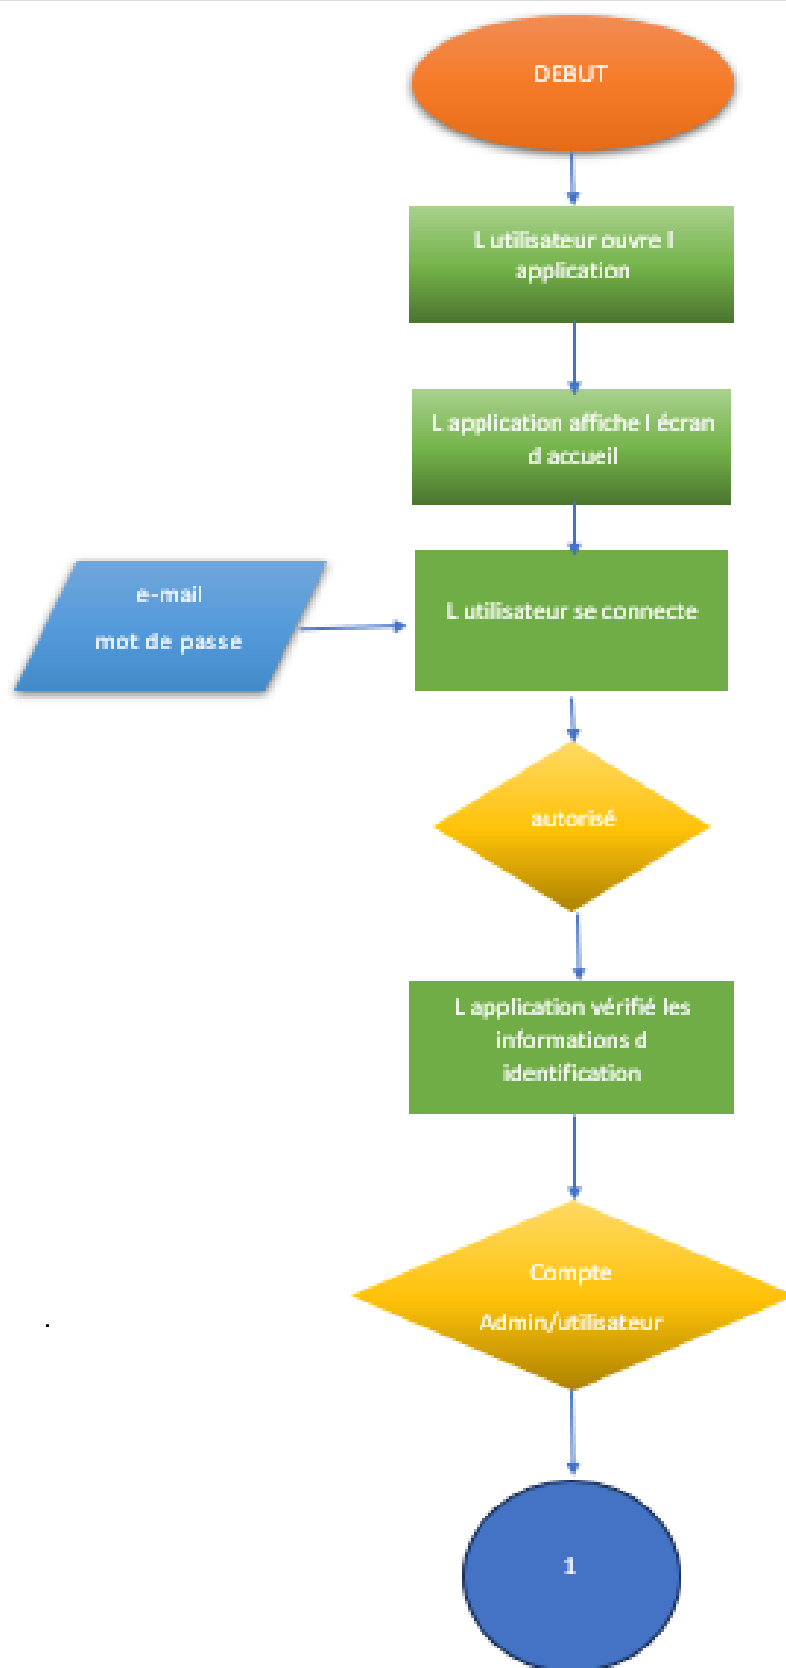 DEBUT
L utilisateur ouvre l
application
L application affiche l écran
d accueil
e-mail
mot de passe
L utilisateur se connecte
autorisé
L application vérifié les
informations d
identification
Compte
Admin/utilisateur
.
1